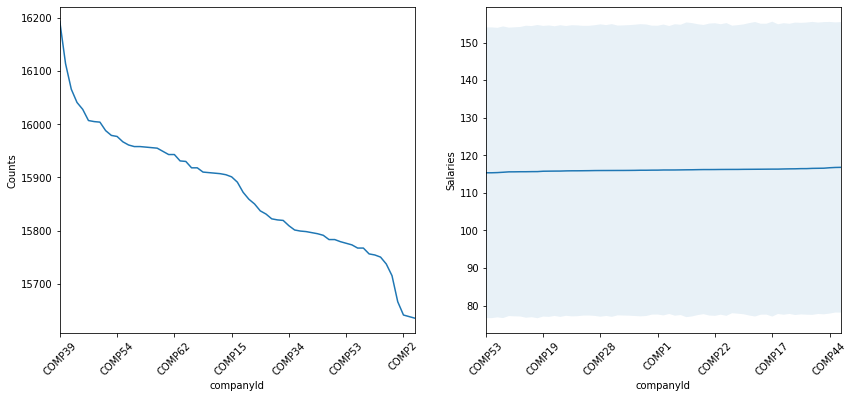 16200
16100
16000
15900
15800
15700
Counts
COMP39
COMP54
COMP62
COMP15
COMP34
COMP53
COMP2
companyId
150
140
130
120
110
100
90
80
Salaries
COMP53
COMP19
COMP28
COMP1
COMP22
COMP17
COMP44
companyId